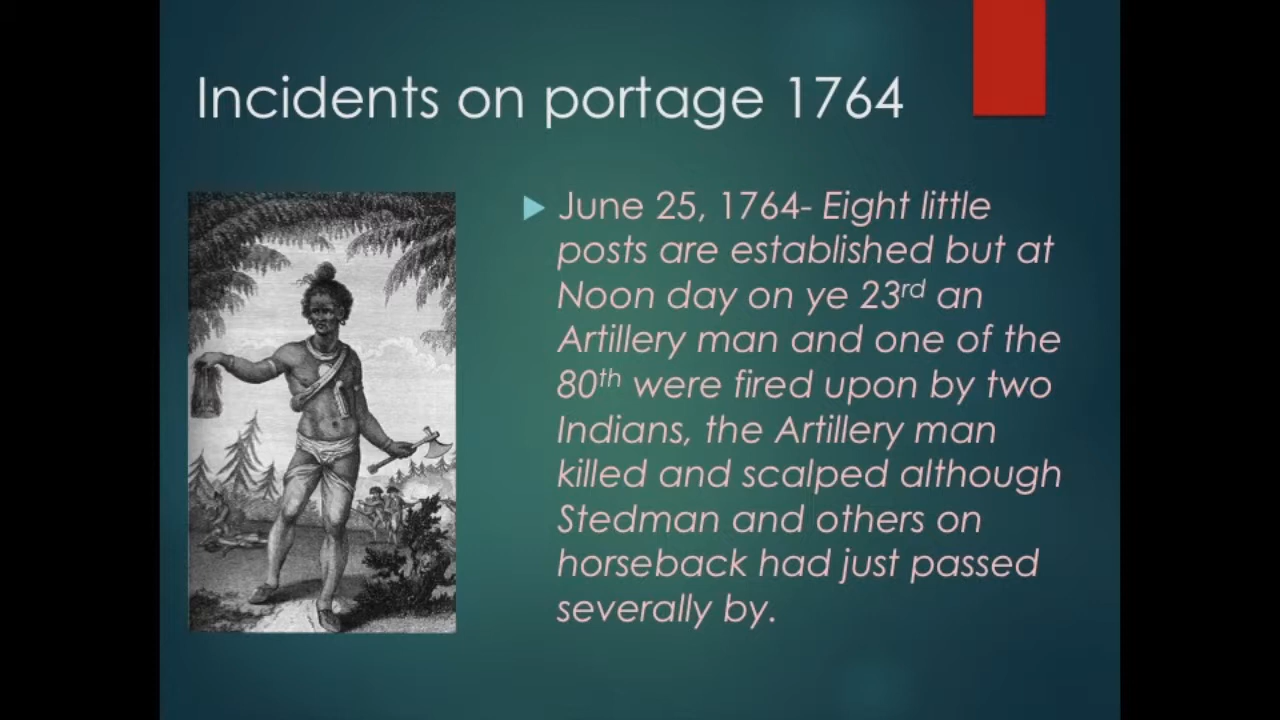 Incidents on portage 1764
June 25, 1764- Eight little
posts are established but at
Noon day on ye 23rd an
Artillery man and one of the
80th were fired upon by two
Indians, the Artillery man
killed and scalped although
Stedman and others on
horseback had just passed
severally by.